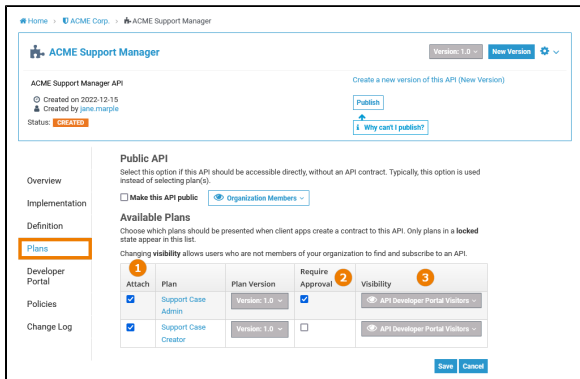 Home › ACME Corp. › ACME Support Manager
ACME Support Manager
Version: 1.0
New Version
ACME Support Manager API
Create a new version of this API (New Version)
Created on 2022-12-15
Created by jane.marple
Publish
Status: CREATED
i Why can't I publish?
Overview
Implementation
Definition
Plans
Developer
Portal
Policies
Change Log
Public API
Select this option if this API should be accessible directly, without an API contract. Typically, this option is used
instead of selecting plan(s).
Make this API public
Organization Members
Available Plans
Choose which plans should be presented when client apps create a contract to this API. Only plans in a locked
state appear in this list.
Changing visibility allows users who are not members of your organization to find and subscribe to an API.
1
2
3
Attach
Plan
Plan Version
Require
Approval
Visibility
Support Case
Admin
Version: 1.0
API Developer Portal Visitors
Support Case
Creator
Version: 1.0
API Developer Portal Visitors
Save
Cancel